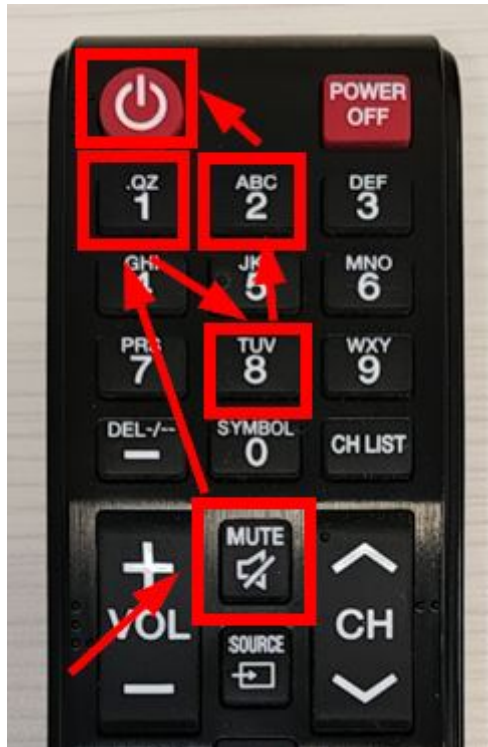 POWER
OFF
.QZ
1
ABC
2
DEF
3
GHI
4
JKL
5
MNO
6
PRS
7
TUV
8
WXY
9
DEL-/--
SYMBOL
0
CH LIST
MUTE
+
VOL
−
SOURCE
CH